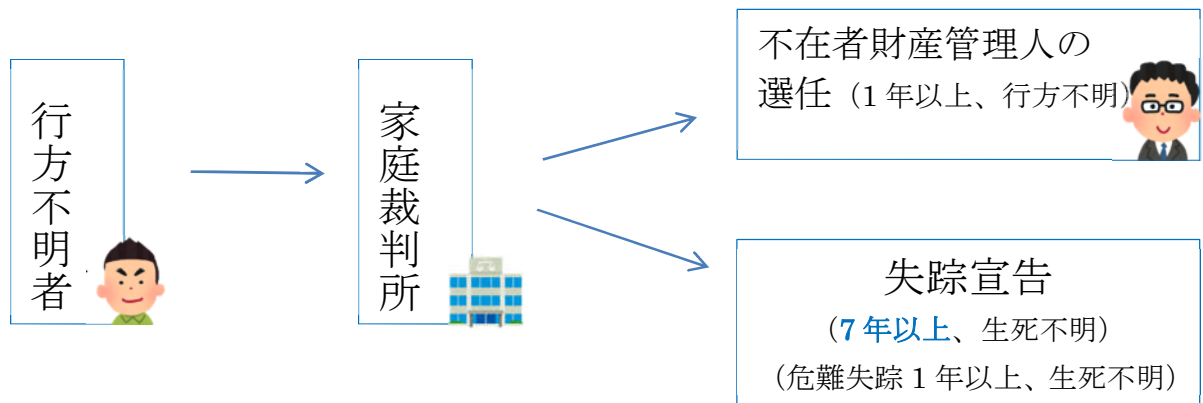 行方不明者
家庭裁判所
不在者財産管理人の
選任（1 年以上、行方不明）
失踪宣告
（7 年以上、生死不明）
（危難失踪 1 年以上、生死不明）